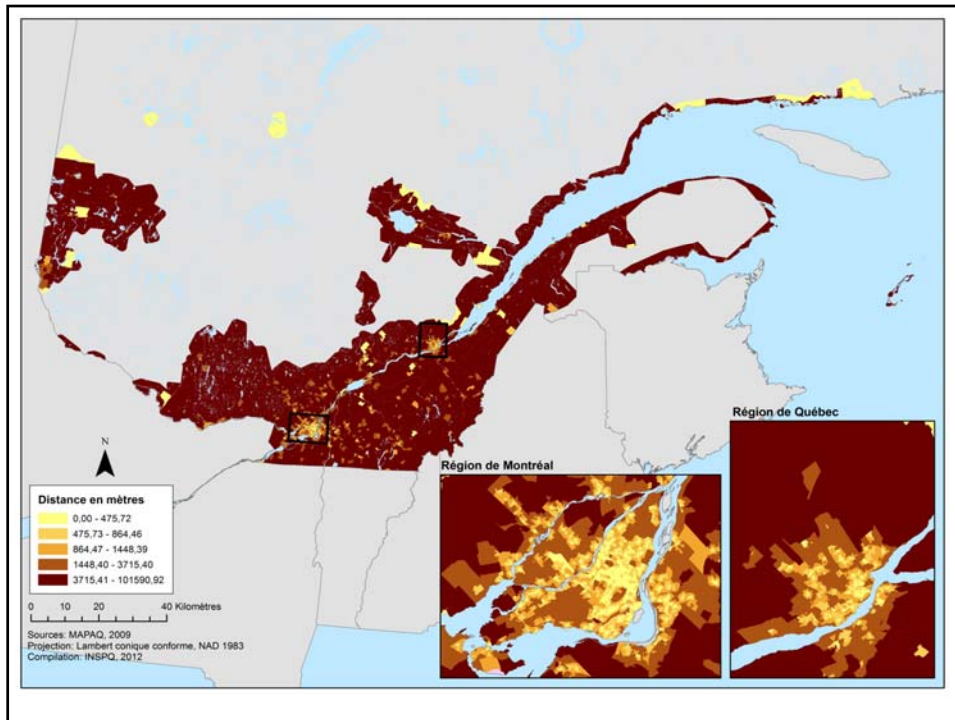 Région de Québec
Région de Montréal
N
Distance en mètres
0,00 - 475,72
475,73 - 864,46
864,47 - 1448,39
1448,40 - 3715,40
3715,41 - 101590,92
0 10 20 40 Kilomètres
Sources: MAPAQ, 2009
Projection: Lambert conique conforme, NAD 1983
Compilation: INSPQ, 2012